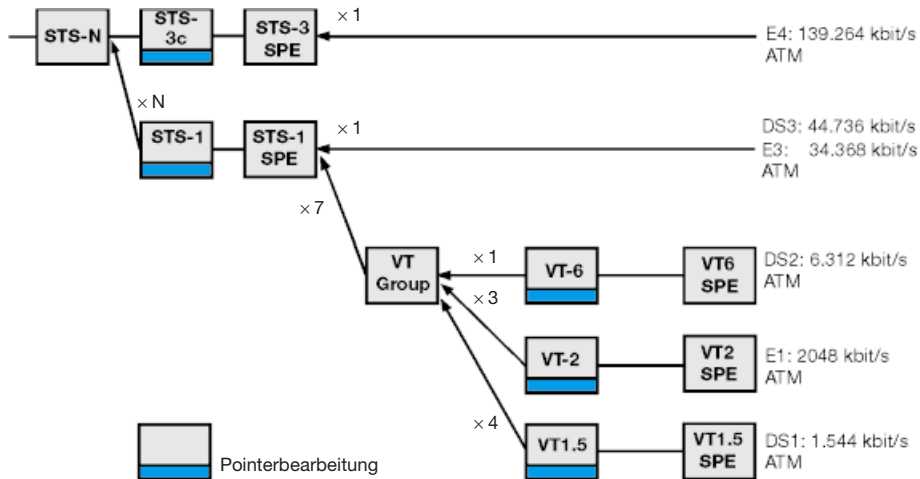 STS-N
STS-
3c
STS-3
SPE
×1
E4: 139.264 kbit/s
ATM
×N
STS-1
STS-1
SPE
×1
DS3: 44.736 kbit/s
E3: 34.368 kbit/s
ATM
×7
VT
Group
×1
VT-6
VT6
SPE
DS2: 6.312 kbit/s
ATM
×3
VT-2
VT2
SPE
E1: 2048 kbit/s
ATM
×4
VT1.5
VT1.5
SPE
DS1: 1.544 kbit/s
ATM
Pointerbearbeitung